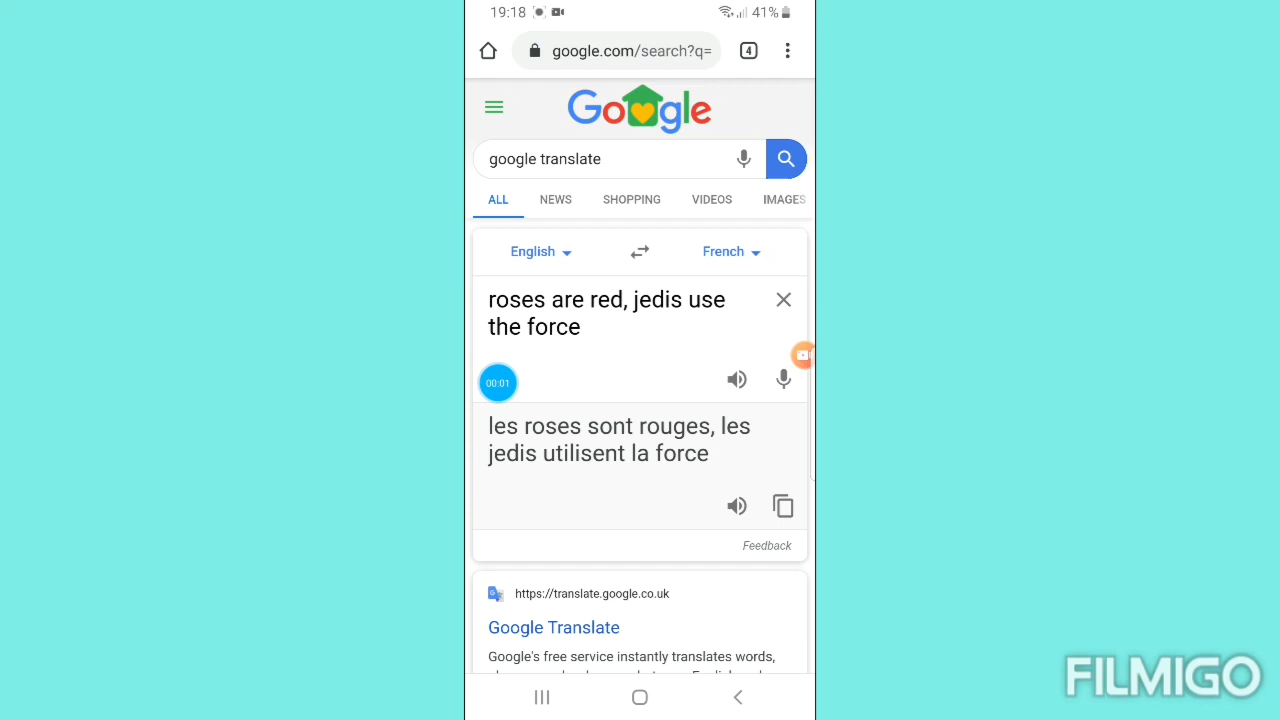 19:18 41%
google.com/search?q= 4
Google
google translate
ALL NEWS SHOPPING VIDEOS IMAGES
English French
roses are red, jedis use
the force
00:01
les roses sont rouges, les
jedis utilisent la force
Feedback
https://translate.google.co.uk
Google Translate
Google's free service instantly translates words,
FILMIGO